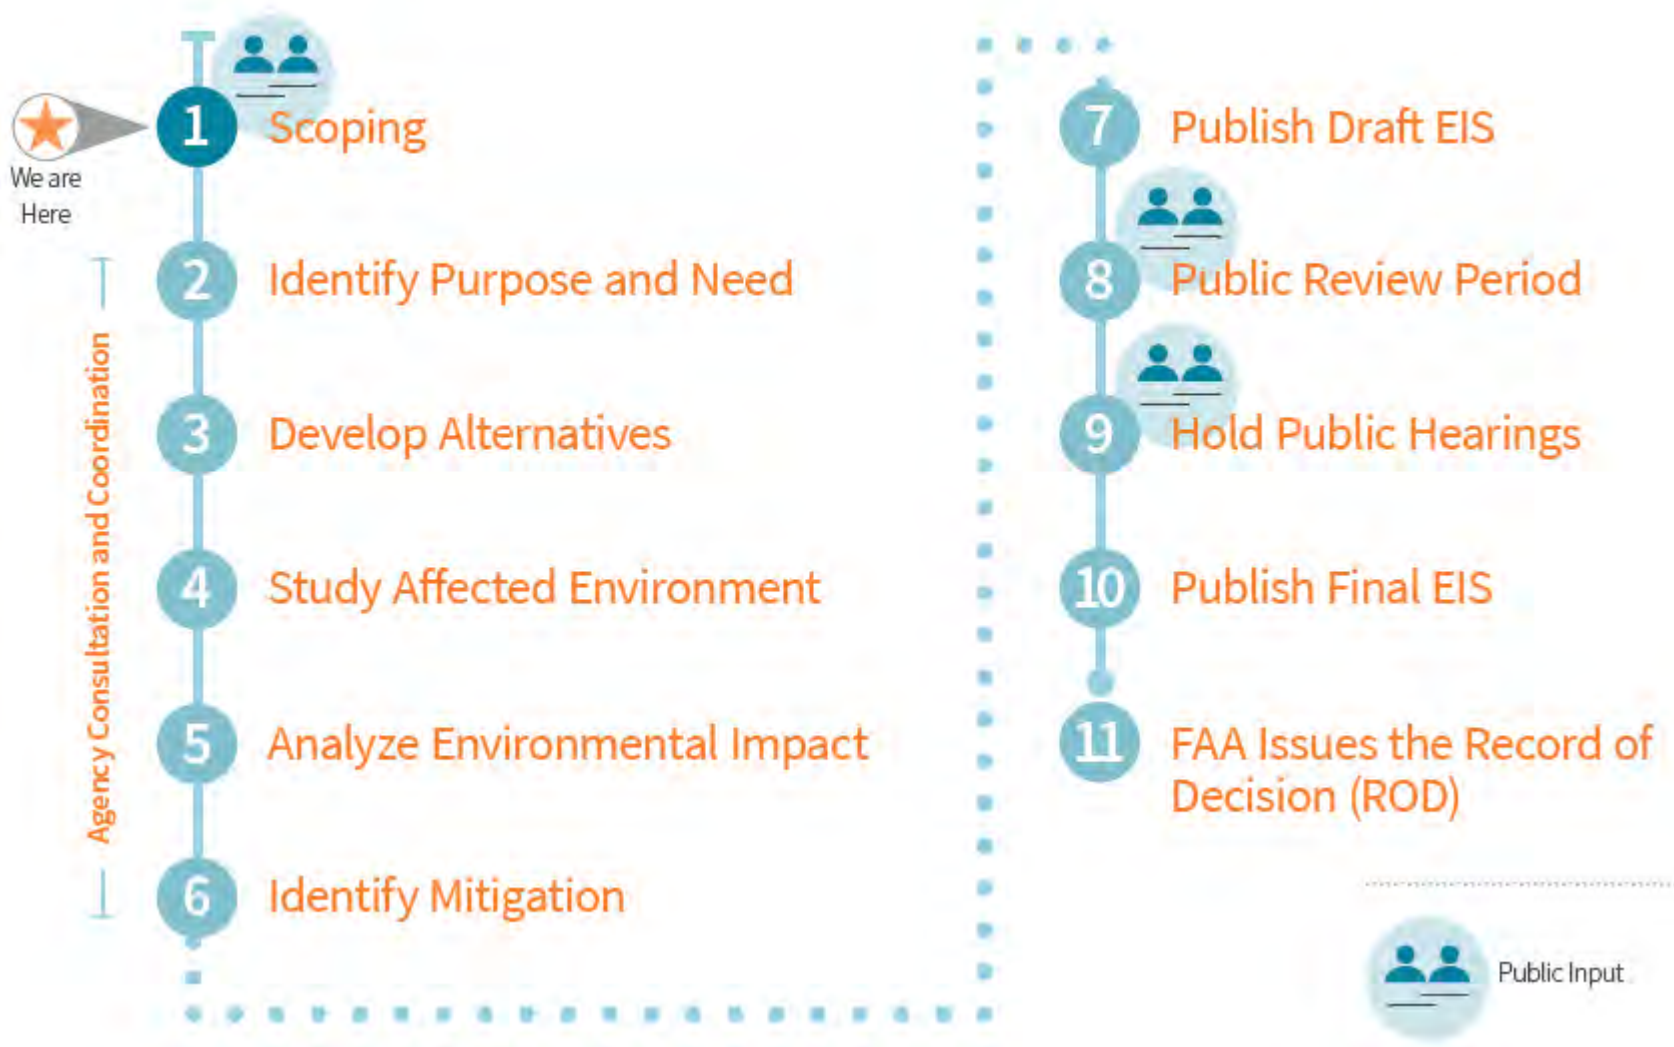 1
Scoping
We are
Here
2
Identify Purpose and Need
3
Develop Alternatives
4
Study Affected Environment
5
Analyze Environmental Impact
6
Identify Mitigation
Agency Consultation and Coordination
7
Publish Draft EIS
8
Public Review Period
9
Hold Public Hearings
10
Publish Final EIS
11
FAA Issues the Record of
Decision (ROD)
Public Input